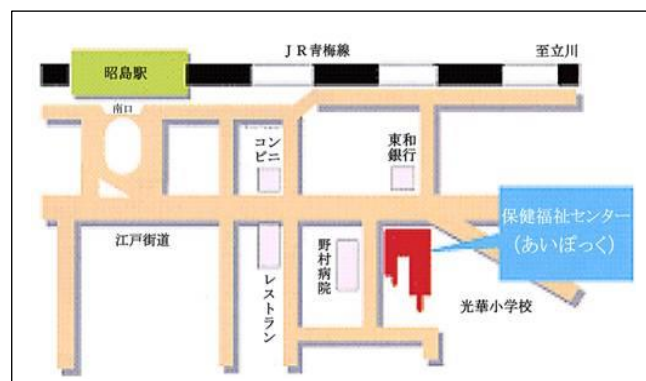 JR青梅線
至立川
昭島駅
南口
コン
ビニ
東和
銀行
保健福祉センター
(あいぽっく)
江戸街道
野村病院
レストラン
光華小学校